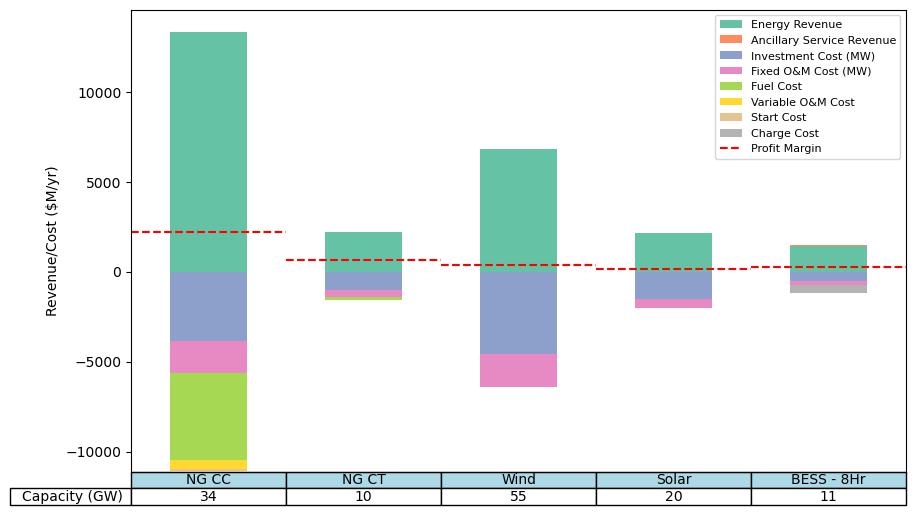 Energy Revenue
Ancillary Service Revenue
Investment Cost (MW)
Fixed O&M Cost (MW)
Fuel Cost
Variable O&M Cost
Start Cost
Charge Cost
Profit Margin
Revenue/Cost ($M/yr)
10000
5000
0
−5000
−10000
NG CC NG CT Wind Solar BESS - 8Hr
Capacity (GW) 34 10 55 20 11